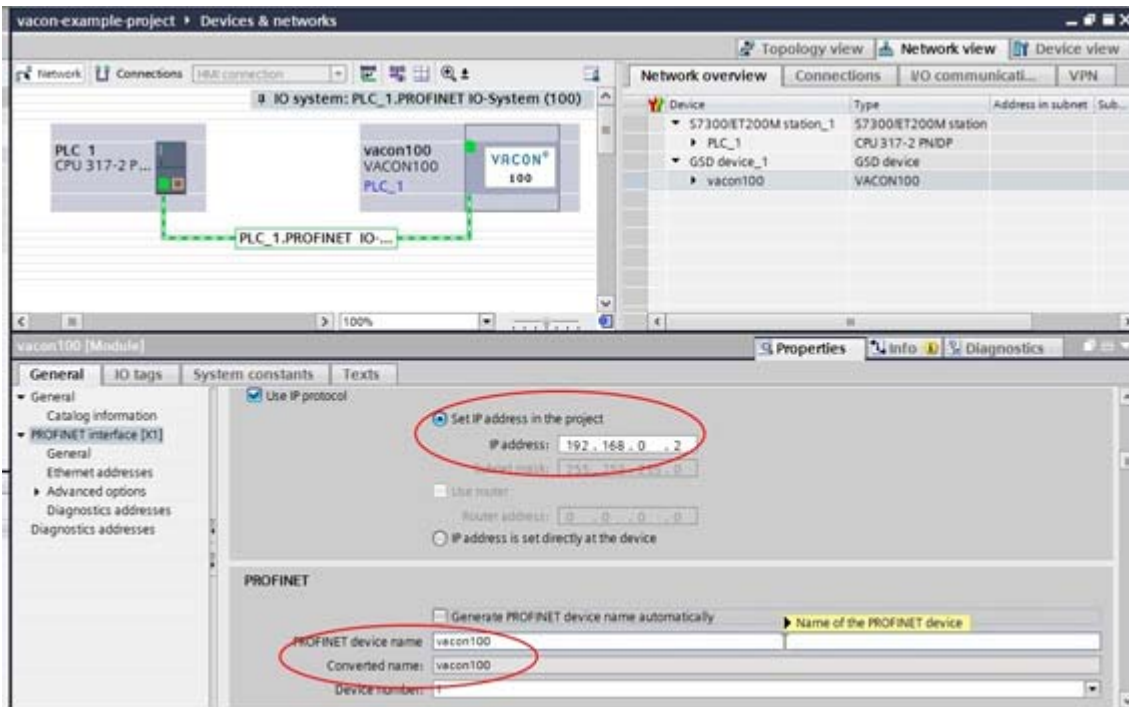 vacon-example-project ▸ Devices & networks
Topology view Network view Device view
Network Connections HMI connection
Network overview Connections I/O communicati... VPN
IO system: PLC_1.PROFINET IO-System (100)
Device Type Address in subnet Sub...
S7300/ET200M station_1 S7300/ET200M station
PLC_1 CPU 317-2 PN/DP
GSD device_1 GSD device
vacon100 VACON100
PLC 1
CPU 317-2 P...
vacon100
VACON100
PLC_1
VACON®
100
PLC_1.PROFINET IO-...
100%
vacon100 [Module]
Properties Info Diagnostics
General IO tags System constants Texts
General
Catalog information
PROFINET interface [X1]
General
Ethernet addresses
Advanced options
Diagnostics addresses
Diagnostics addresses
Use IP protocol
Set IP address in the project
IP address: 192 . 168 . 0 . 2
Subnet mask: 255 . 255 . 255 . 0
Use router
Router address: 0 . 0 . 0 . 0
IP address is set directly at the device
PROFINET
Generate PROFINET device name automatically
Name of the PROFINET device
PROFINET device name vacon100
Converted name: vacon100
Device number: 1